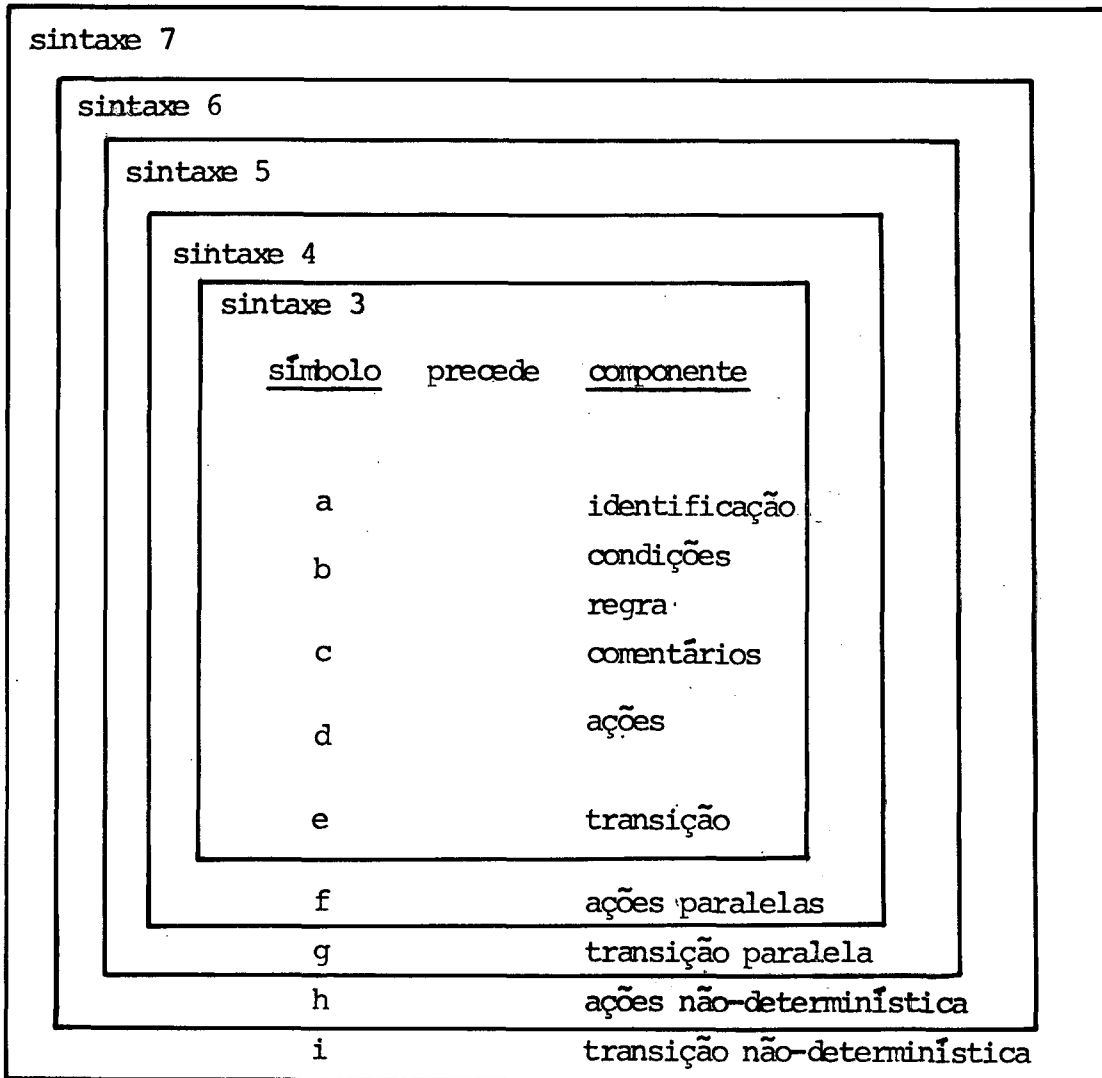 sintaxe 7
sintaxe 6
sintaxe 5
sintaxe 4
sintaxe 3
símbolo precede componente
a identificação
b condições
regra
c comentários
d ações
e transição
f ações paralelas
g transição paralela
h ações não-determinística
i transição não-determinística